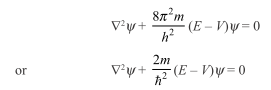 ∇²ψ + 8π²m/h² (E – V)ψ = 0
or ∇²ψ + 2m/ℏ² (E – V)ψ = 0